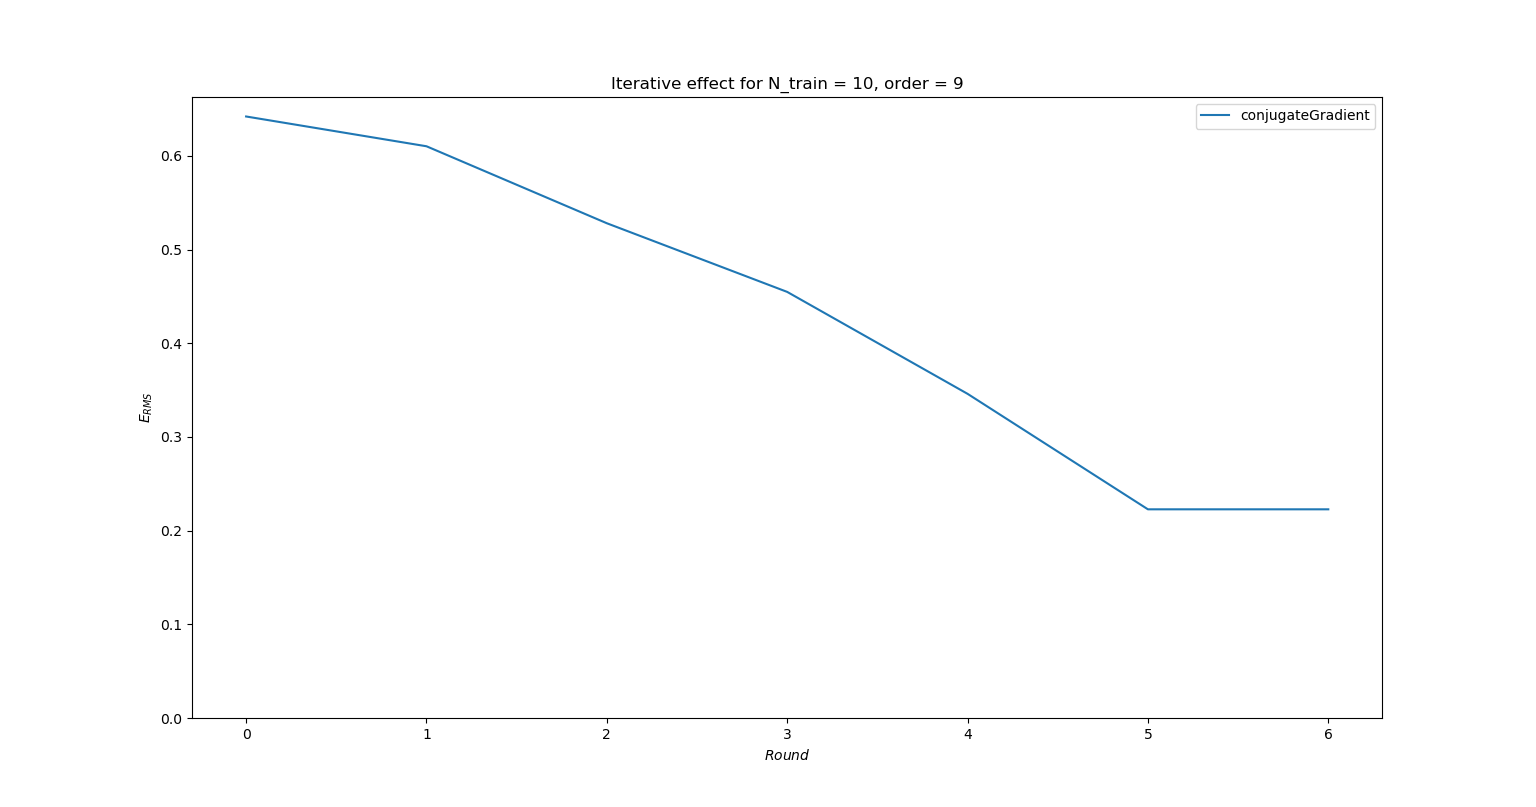 Iterative effect for N_train = 10, order = 9
conjugateGradient
0.6
0.5
0.4
0.3
0.2
0.1
0.0
E_RMS
0 1 2 3 4 5 6
Round